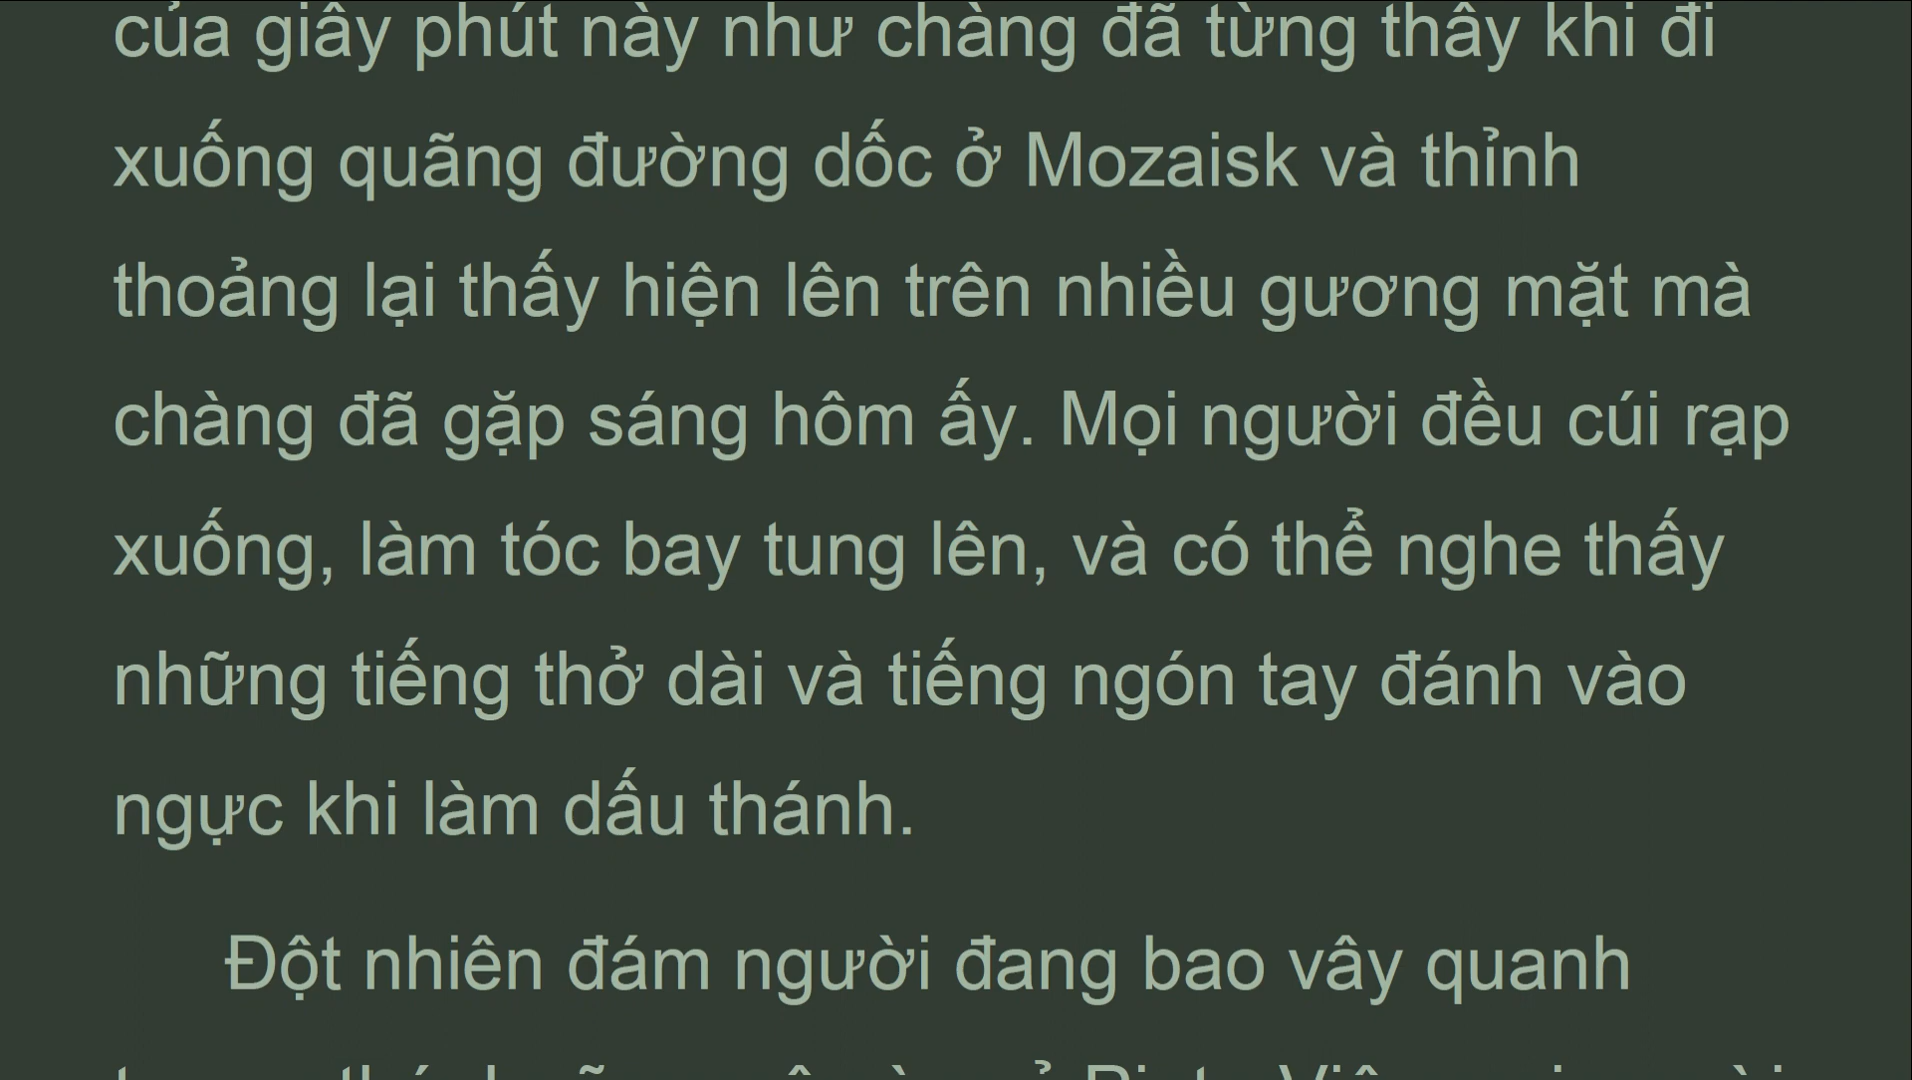 của giây phút này như chàng đã từng thấy khi đi
xuống quãng đường dốc ở Mozaisk và thỉnh
thoảng lại thấy hiện lên trên nhiều gương mặt mà
chàng đã gặp sáng hôm ấy. Mọi người đều cúi rạp
xuống, làm tóc bay tung lên, và có thể nghe thấy
những tiếng thở dài và tiếng ngón tay đánh vào
ngực khi làm dấu thánh.
Đột nhiên đám người đang bao vây quanh